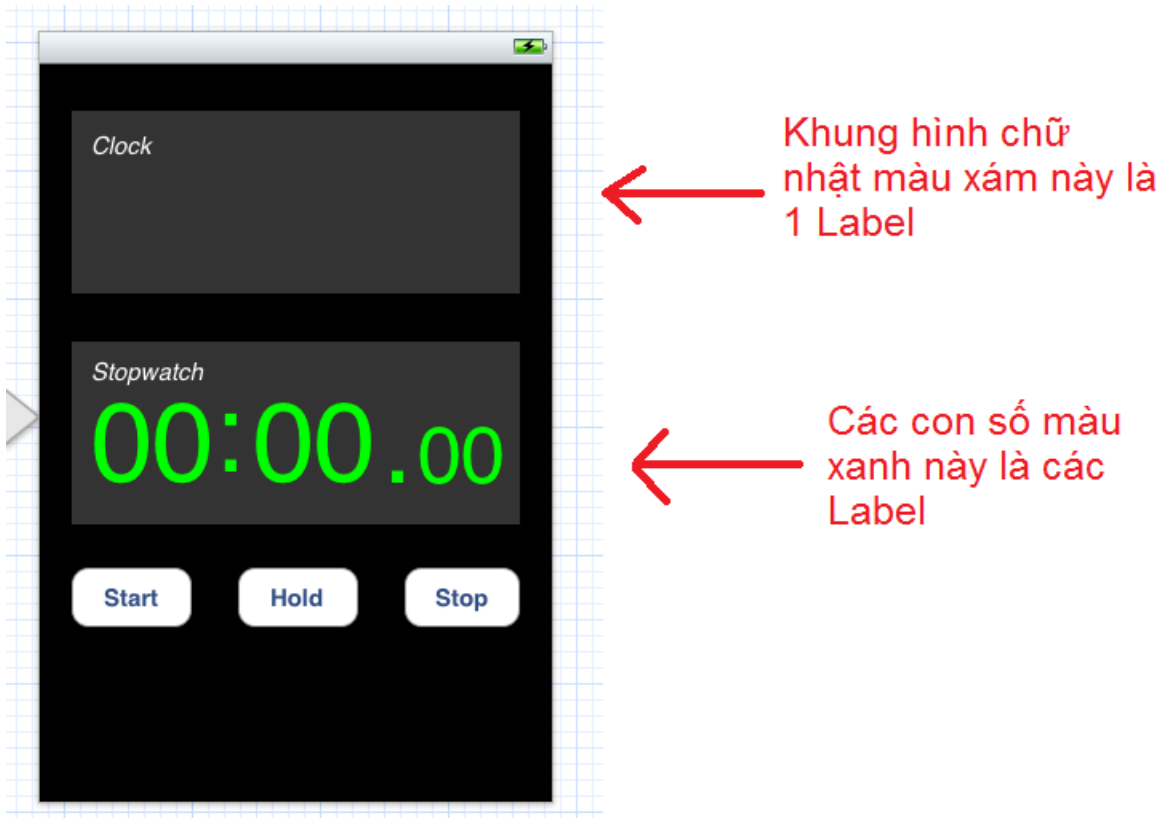 Clock
Khung hình chữ
nhật màu xám này là
1 Label
Stopwatch
00:00.00
Các con số màu
xanh này là các
Label
Start
Hold
Stop